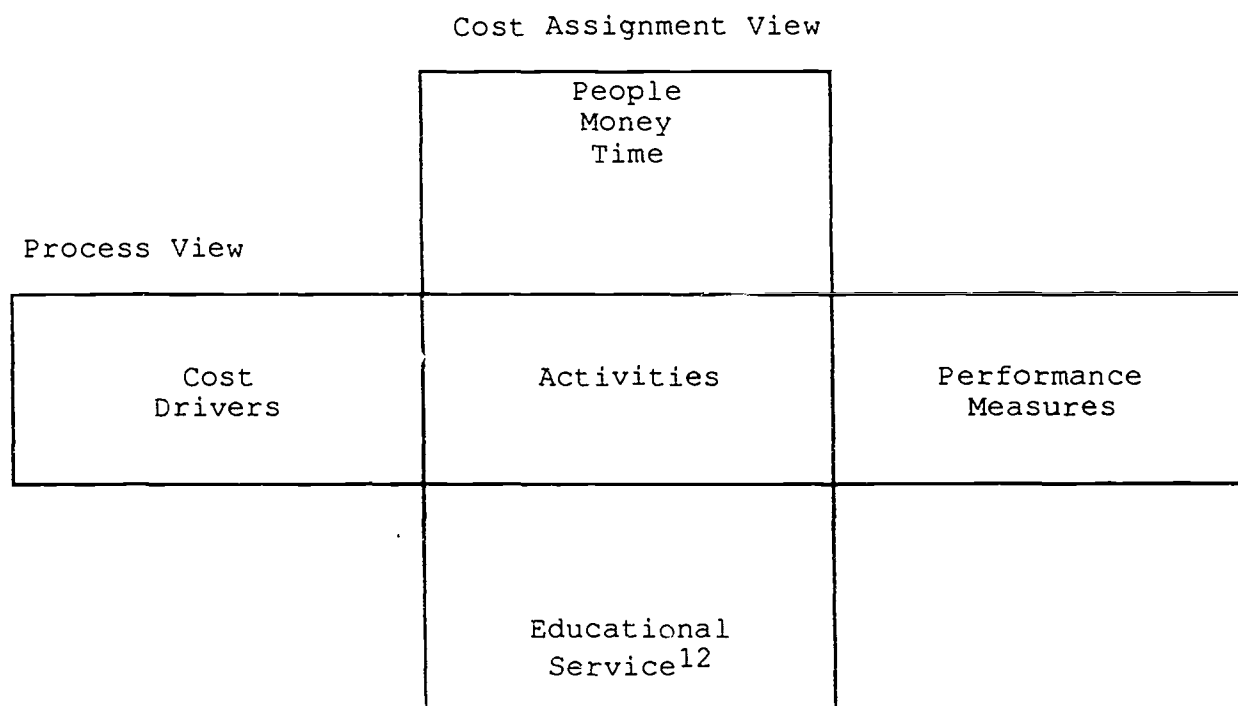 Cost Assignment View
People
Money
Time
Process View
Cost
Drivers
Activities
Performance
Measures
Educational
Service12